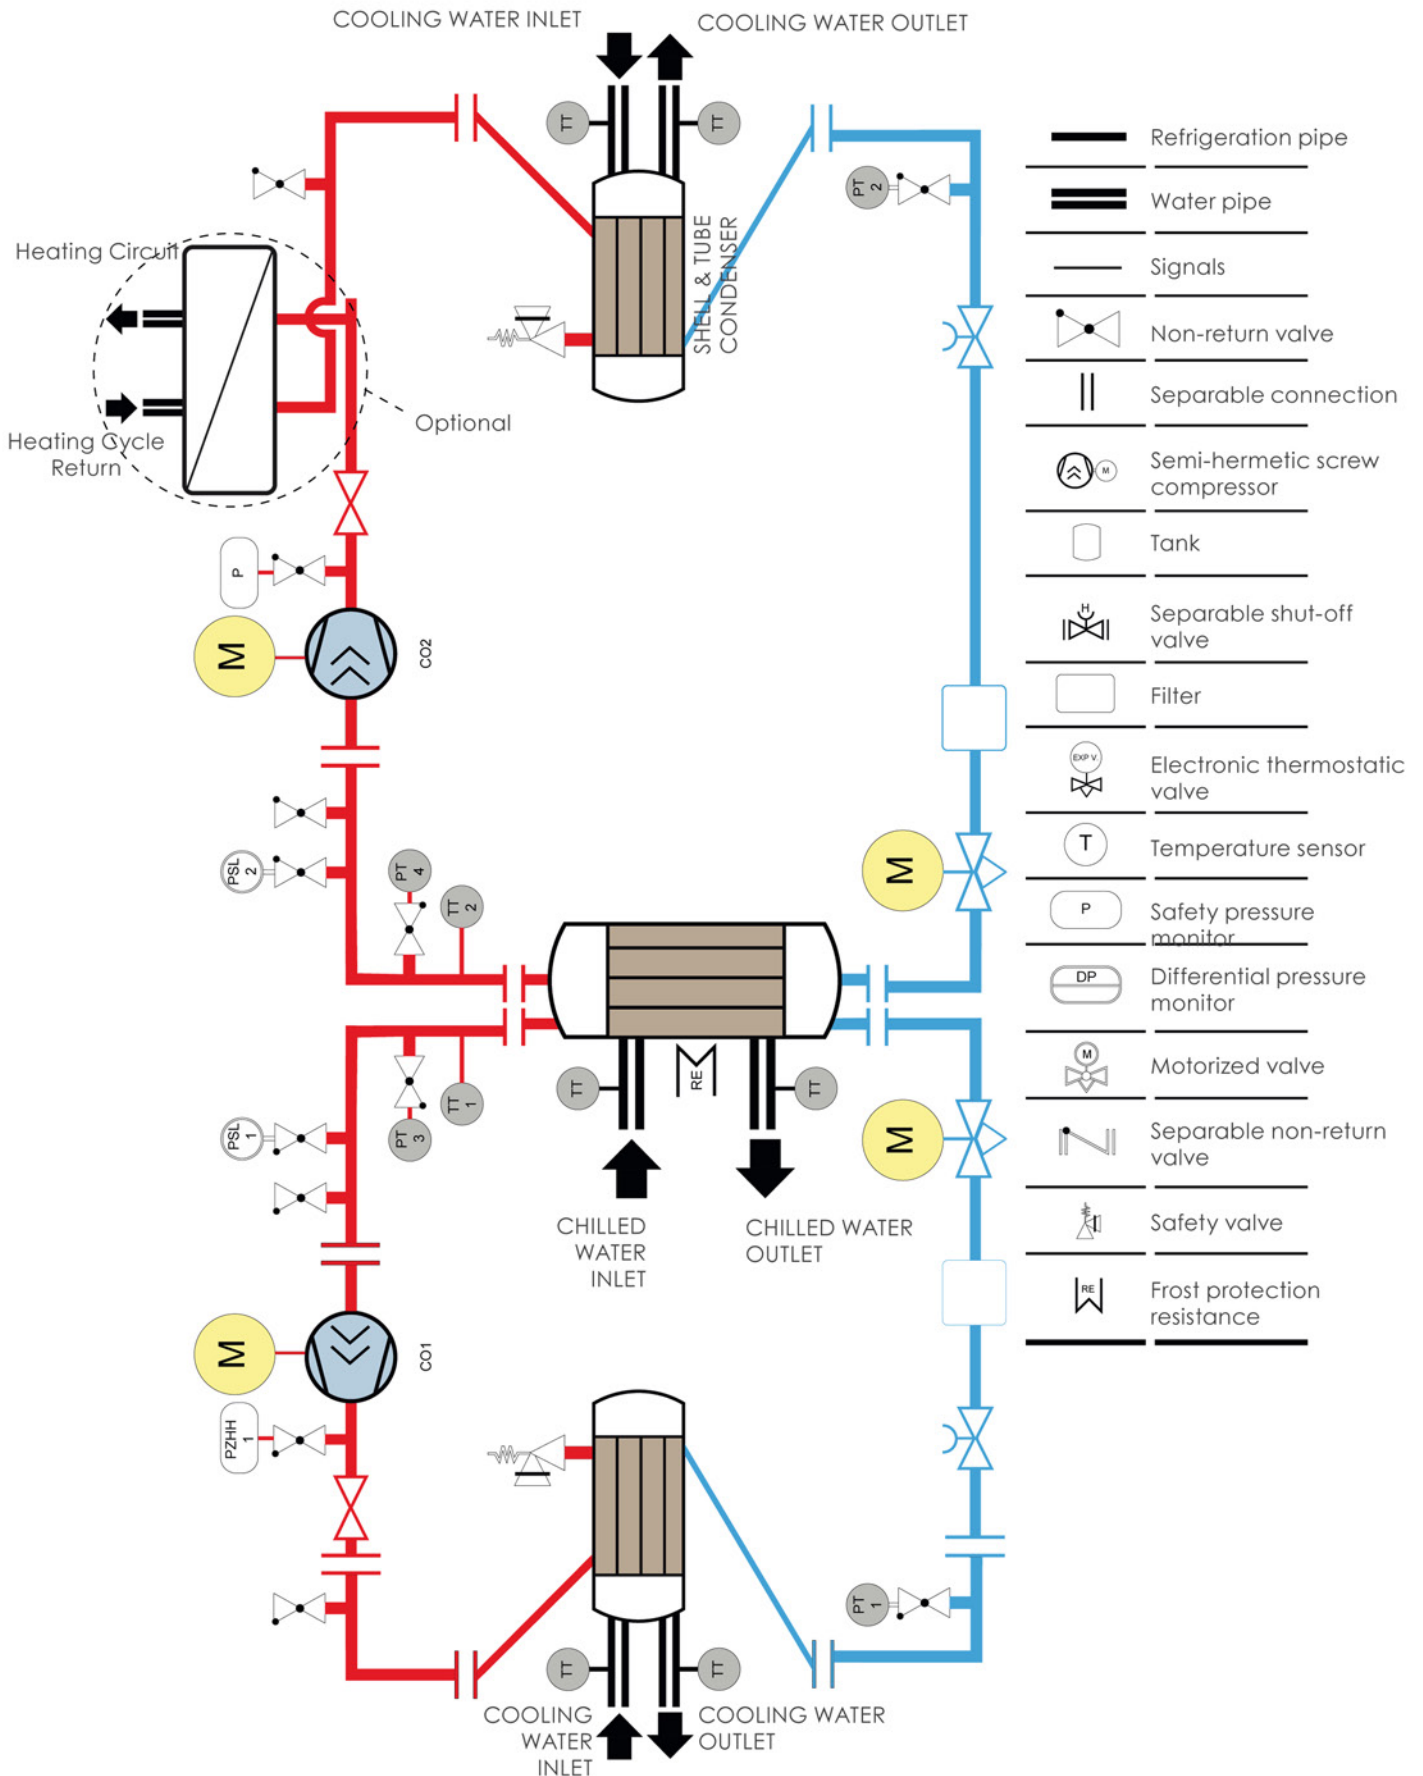 COOLING WATER INLET
COOLING WATER OUTLET
TT
TT
PT
2
SHELL & TUBE
CONDENSER
Heating Circuit
Heating Cycle
Return
Optional
P
M
CO2
PSL
2
PT
4
TT
2
M
RE
TT
TT
PSL
1
PT
3
TT
1
M
CHILLED
WATER
INLET
CHILLED WATER
OUTLET
M
CO1
PZHH
1
PT
1
TT
TT
COOLING
WATER
INLET
COOLING WATER
OUTLET
Refrigeration pipe
Water pipe
Signals
Non-return valve
Separable connection
M
Semi-hermetic screw
compressor
Tank
H
Separable shut-off
valve
Filter
EXP V.
Electronic thermostatic
valve
T
Temperature sensor
P
Safety pressure
monitor
DP
Differential pressure
monitor
M
Motorized valve
Separable non-return
valve
Safety valve
RE
Frost protection
resistance